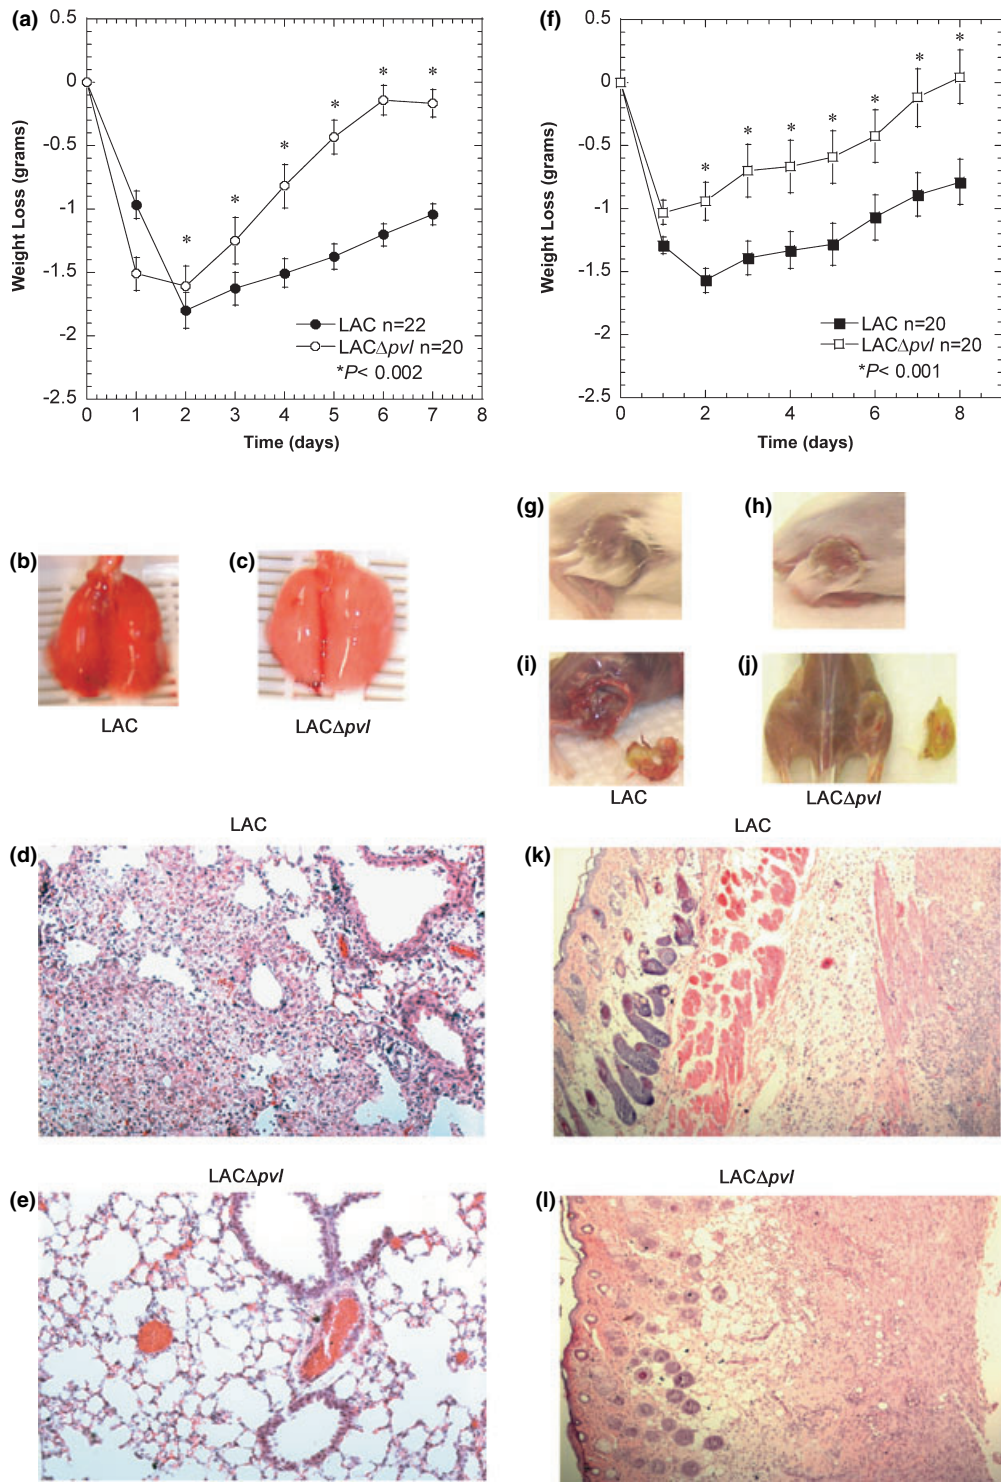 (a)
0.5
0
-0.5
-1
-1.5
-2
-2.5
Weight Loss (grams)
* * * * * *
LAC n=22
LACΔpvl n=20
*P< 0.002
0 1 2 3 4 5 6 7 8
Time (days)
(f)
0.5
0
-0.5
-1
-1.5
-2
-2.5
Weight Loss (grams)
* * * * * * *
LAC n=20
LACΔpvl n=20
*P< 0.001
0 2 4 6 8
Time (days)
(b)
LAC
(c)
LACΔpvl
(g)
(h)
(i)
LAC
(j)
LACΔpvl
LAC
(d)
LACΔpvl
(e)
LAC
(k)
LACΔpvl
(l)